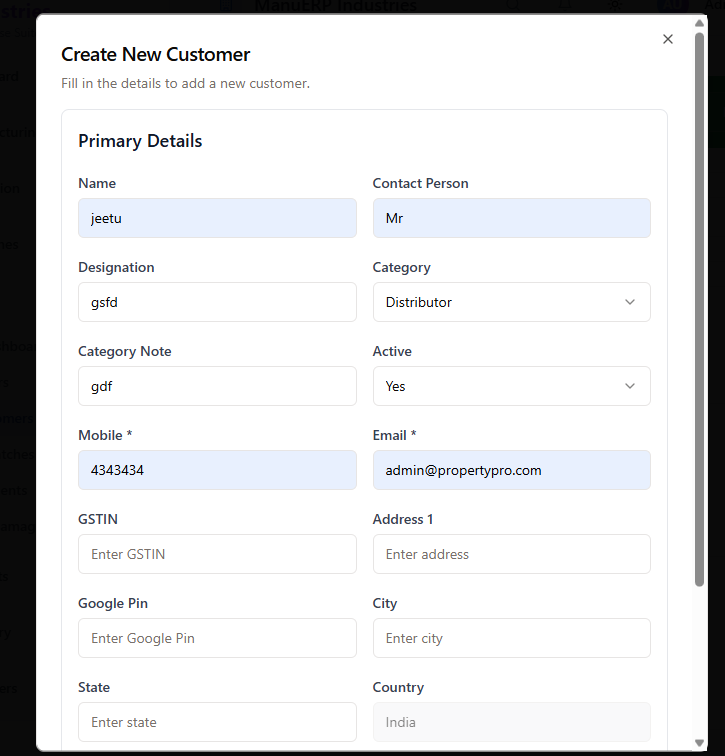 ManuERP Industries
Create New Customer
Fill in the details to add a new customer.
Primary Details
Name Contact Person
jeetu Mr
Designation Category
gsfd Distributor
Category Note Active
gdf Yes
Mobile * Email *
4343434 admin@propertypro.com
GSTIN Address 1
Enter GSTIN Enter address
Google Pin City
Enter Google Pin Enter city
State Country
Enter state India